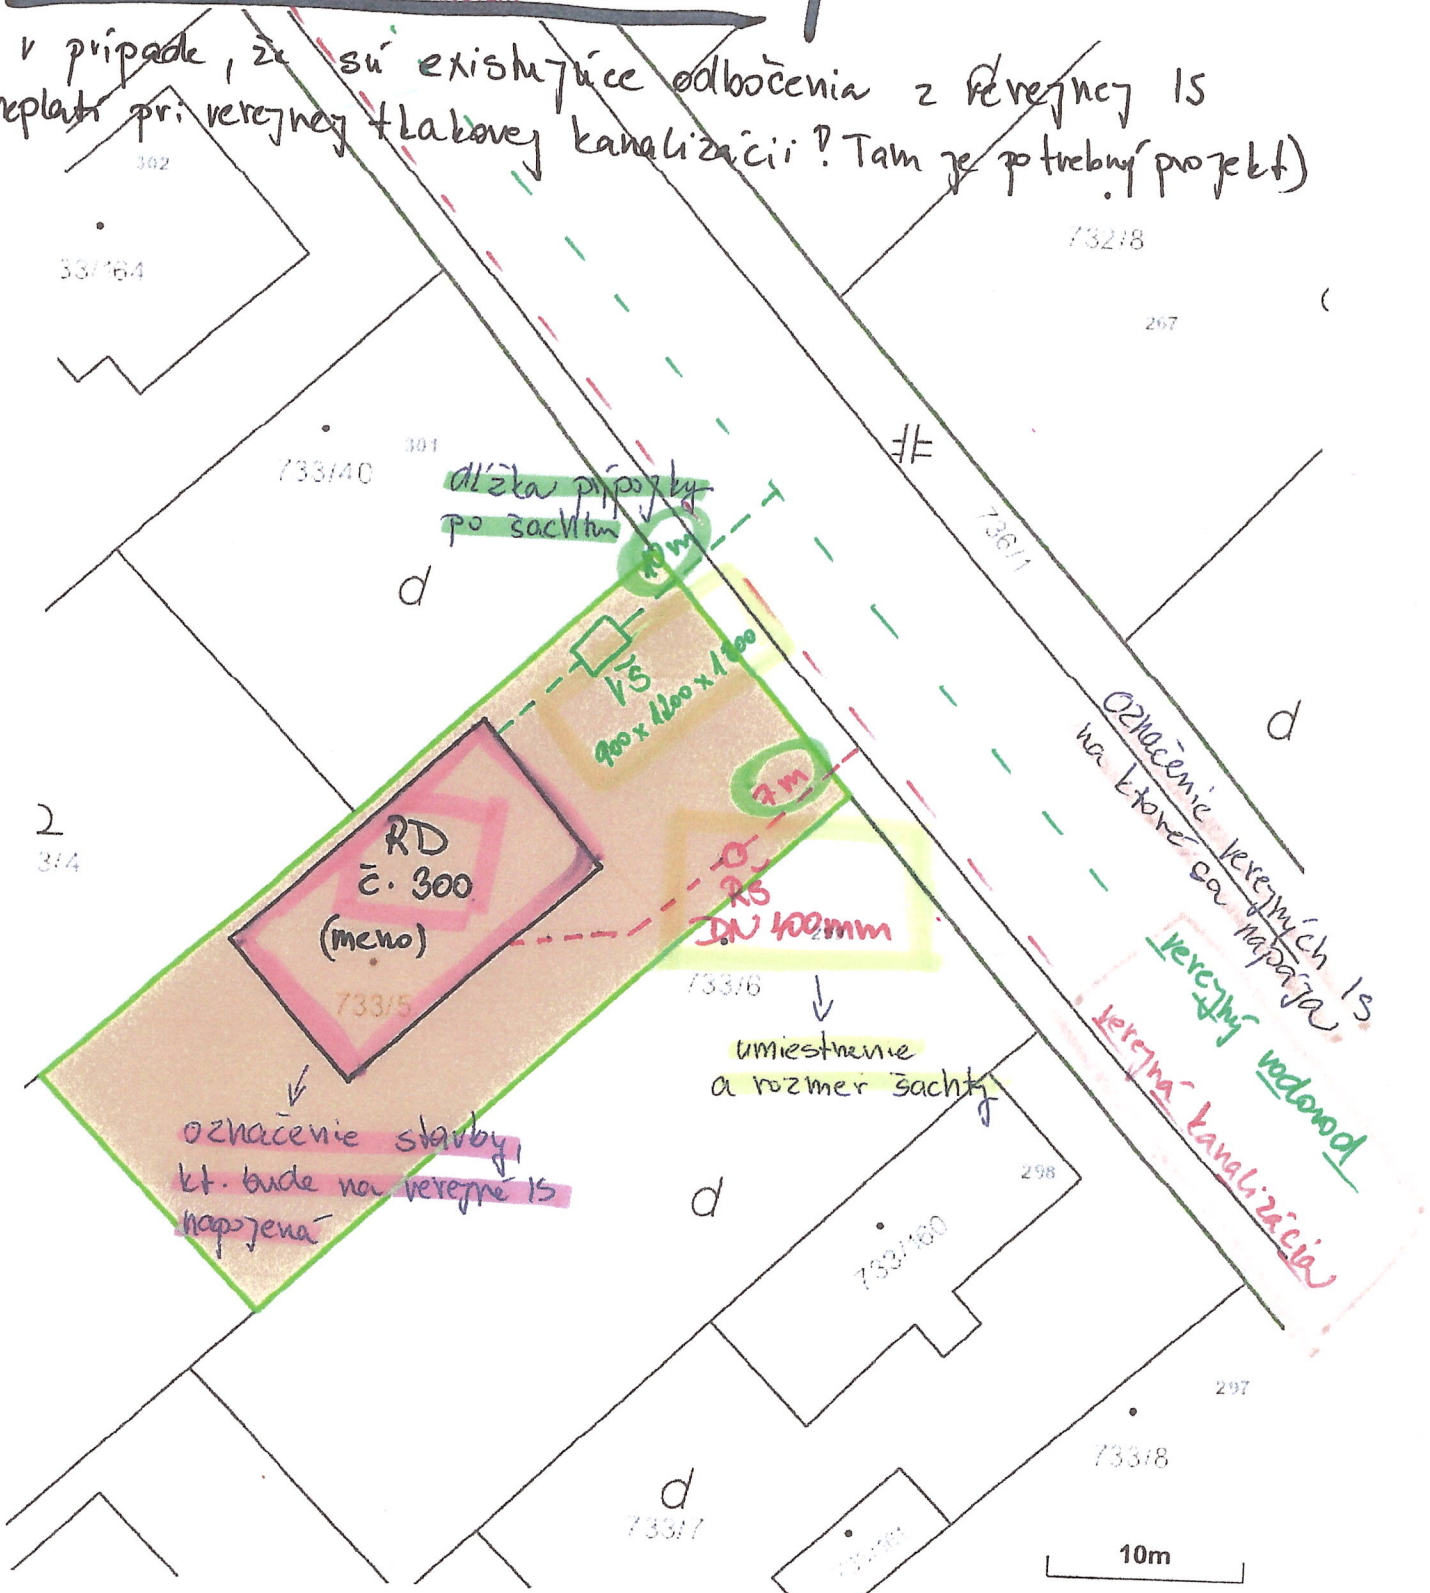 v prípade, že sú existujúce odbočenia z verejnej IS
neplatí pri verejnej tlakovej kanalizácii! Tam je potrebný projekt)
302
33/164
732/8
267
301
733/40
dĺžka prípojky
po šachtu
10 m
736/1
d
VŠ
900 x 1200 x 1800
d
označenie verejných IS
na ktoré sa napája
7 m
2
3/4
RD
č. 300
(meno)
733/5
RŠ
DN 400mm
733/6
verejný vodovod
verejná kanalizácia
umiestnenie
a rozmer šachty
označenie stavby,
kt. bude na verejné IS
napojená
298
d
733/160
297
733/8
d
733/7
10m